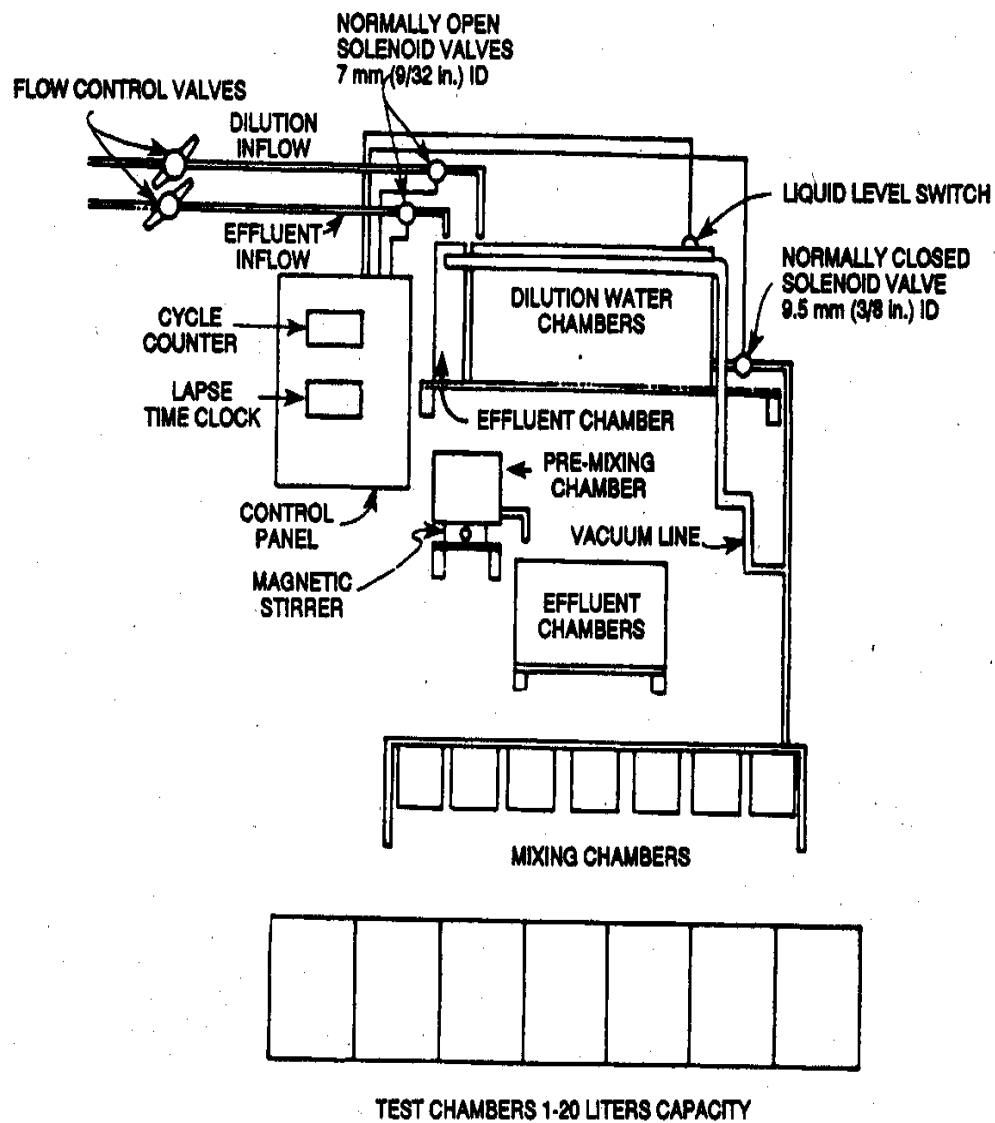 NORMALLY OPEN
SOLENOID VALVES
7 mm (9/32 in.) ID
FLOW CONTROL VALVES
DILUTION
INFLOW
EFFLUENT
INFLOW
LIQUID LEVEL SWITCH
NORMALLY CLOSED
SOLENOID VALVE
9.5 mm (3/8 in.) ID
DILUTION WATER
CHAMBERS
CYCLE
COUNTER
LAPSE
TIME CLOCK
EFFLUENT CHAMBER
PRE-MIXING
CHAMBER
CONTROL
PANEL
VACUUM LINE
MAGNETIC
STIRRER
EFFLUENT
CHAMBERS
MIXING CHAMBERS
TEST CHAMBERS 1-20 LITERS CAPACITY